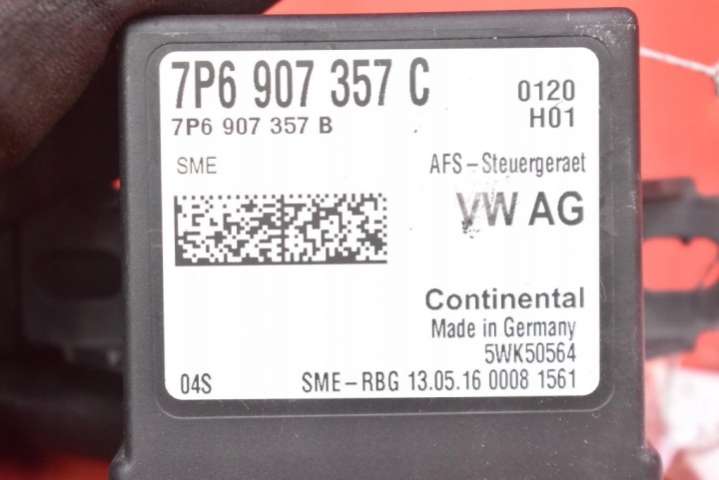 7P6 907 357 C 0120
7P6 907 357 B H01
SME AFS-Steuergeraet
VW AG
Continental
Made in Germany
5WK50564
04S SME-RBG 13.05.16 0008 1561